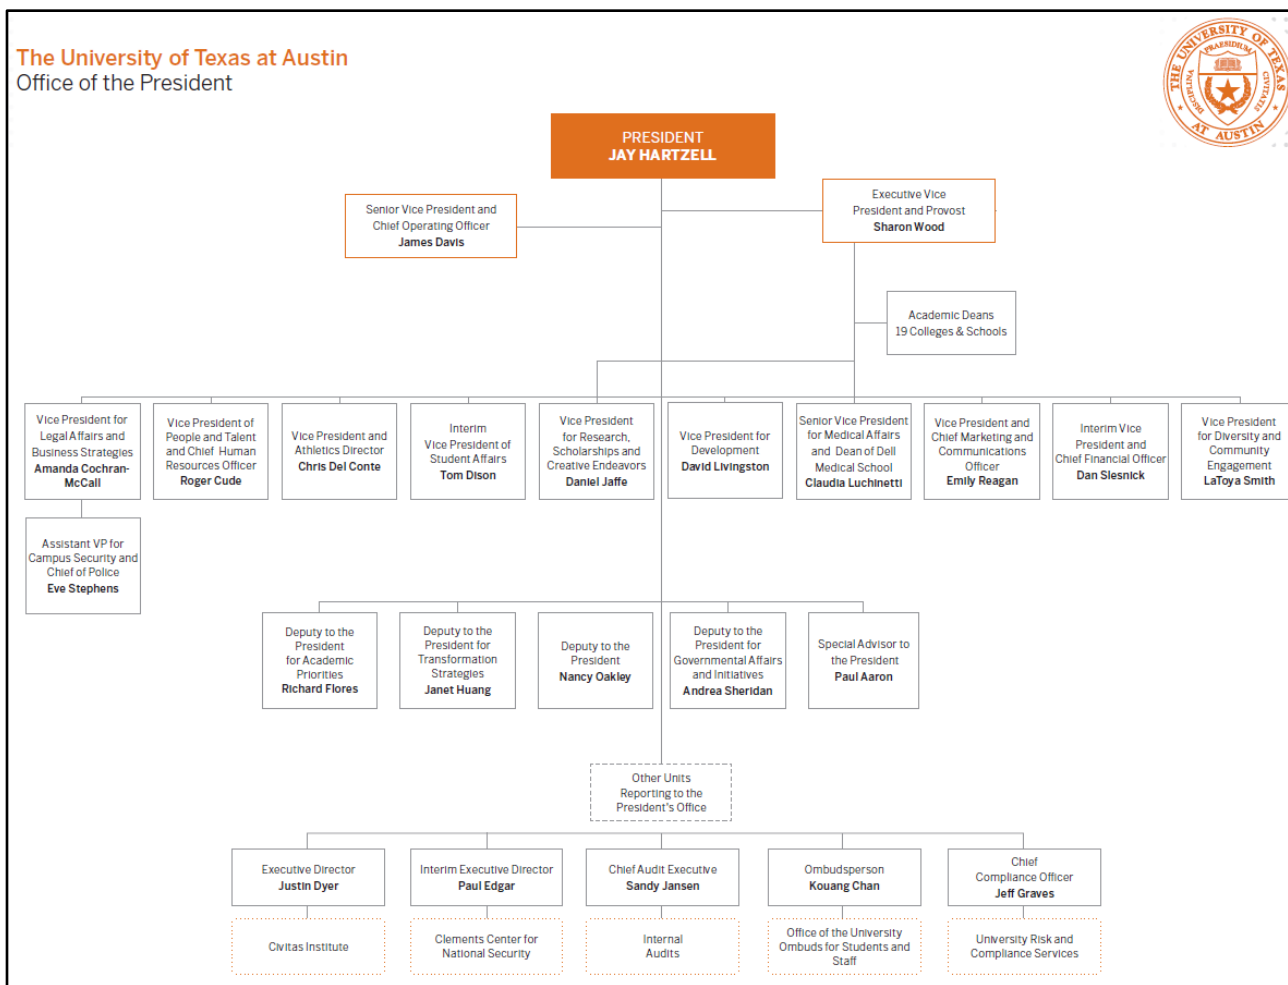 The University of Texas at Austin
Office of the President
THE UNIVERSITY OF TEXAS
AT AUSTIN
PRAESIDIUM
DISCIPLINA
CIVITATIS
PRESIDENT
JAY HARTZELL
Senior Vice President and
Chief Operating Officer
James Davis
Executive Vice
President and Provost
Sharon Wood
Academic Deans
19 Colleges & Schools
Vice President for
Legal Affairs and
Business Strategies
Amanda Cochran-
McCall
Vice President of
People and Talent
and Chief Human
Resources Officer
Roger Cude
Vice President and
Athletics Director
Chris Del Conte
Interim
Vice President of
Student Affairs
Tom Dison
Vice President
for Research,
Scholarships and
Creative Endeavors
Daniel Jaffe
Vice President for
Development
David Livingston
Senior Vice President
for Medical Affairs
and Dean of Dell
Medical School
Claudia Luchinetti
Vice President and
Chief Marketing and
Communications
Officer
Emily Reagan
Interim Vice
President and
Chief Financial Officer
Dan Slesnick
Vice President
for Diversity and
Community
Engagement
LaToya Smith
Assistant VP for
Campus Security and
Chief of Police
Eve Stephens
Deputy to the
President
for Academic
Priorities
Richard Flores
Deputy to the
President for
Transformation
Strategies
Janet Huang
Deputy to the
President
Nancy Oakley
Deputy to the
President for
Governmental Affairs
and Initiatives
Andrea Sheridan
Special Advisor to
the President
Paul Aaron
Other Units
Reporting to the
President's Office
Executive Director
Justin Dyer
Interim Executive Director
Paul Edgar
Chief Audit Executive
Sandy Jansen
Ombudsperson
Kouang Chan
Chief
Compliance Officer
Jeff Graves
Civitas Institute
Clements Center for
National Security
Internal
Audits
Office of the University
Ombuds for Students and
Staff
University Risk and
Compliance Services